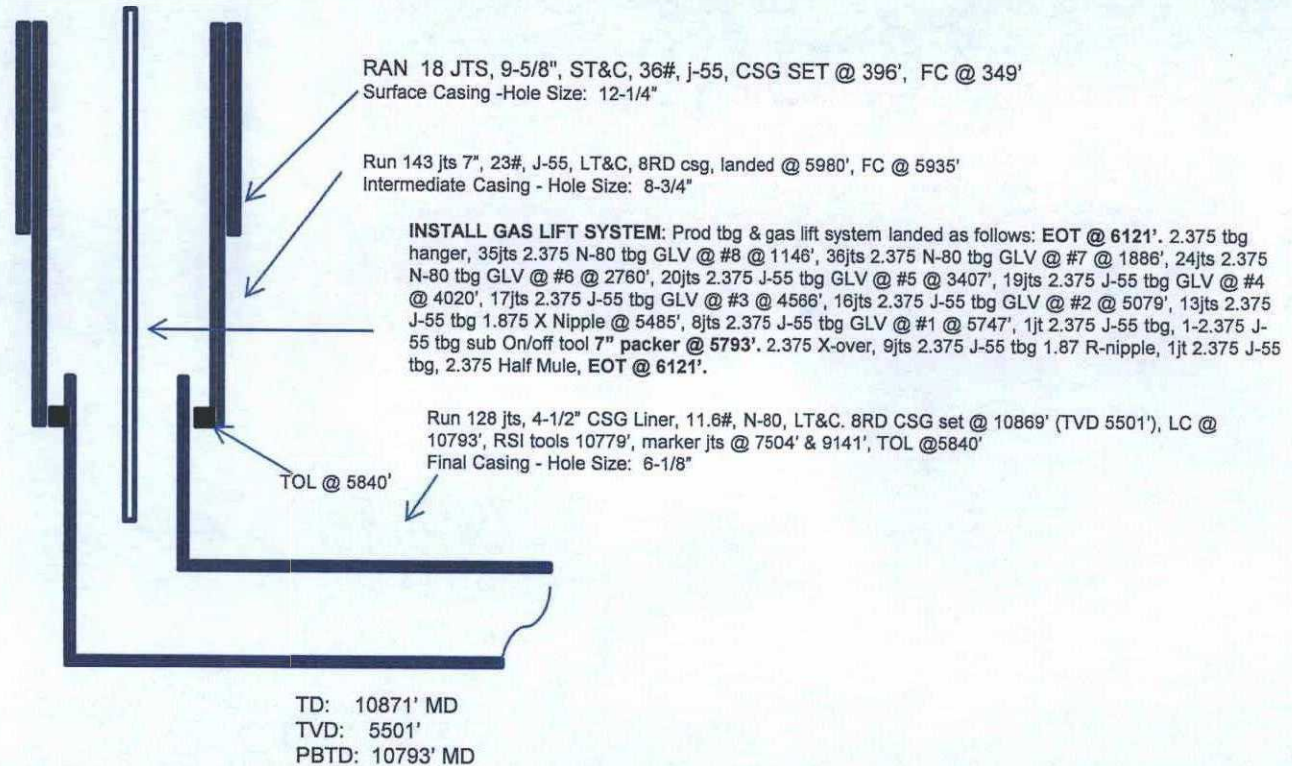 RAN 18 JTS, 9-5/8", ST&C, 36#, j-55, CSG SET @ 396', FC @ 349'
Surface Casing -Hole Size: 12-1/4"
Run 143 jts 7", 23#, J-55, LT&C, 8RD csg, landed @ 5980', FC @ 5935'
Intermediate Casing - Hole Size: 8-3/4"
INSTALL GAS LIFT SYSTEM: Prod tbg & gas lift system landed as follows: EOT @ 6121'. 2.375 tbg
hanger, 35jts 2.375 N-80 tbg GLV @ #8 @ 1146', 36jts 2.375 N-80 tbg GLV @ #7 @ 1886', 24jts 2.375
N-80 tbg GLV @ #6 @ 2760', 20jts 2.375 J-55 tbg GLV @ #5 @ 3407', 19jts 2.375 J-55 tbg GLV @ #4
@ 4020', 17jts 2.375 J-55 tbg GLV @ #3 @ 4566', 16jts 2.375 J-55 tbg GLV @ #2 @ 5079', 13jts 2.375
J-55 tbg 1.875 X Nipple @ 5485', 8jts 2.375 J-55 tbg GLV @ #1 @ 5747', 1jt 2.375 J-55 tbg, 1-2.375 J-
55 tbg sub On/off tool 7" packer @ 5793'. 2.375 X-over, 9jts 2.375 J-55 tbg 1.87 R-nipple, 1jt 2.375 J-55
tbg, 2.375 Half Mule, EOT @ 6121'.
Run 128 jts, 4-1/2" CSG Liner, 11.6#, N-80, LT&C. 8RD CSG set @ 10869' (TVD 5501'), LC @
10793', RSI tools 10779', marker jts @ 7504' & 9141', TOL @5840'
Final Casing - Hole Size: 6-1/8"
TOL @ 5840'
TD: 10871' MD
TVD: 5501'
PBTD: 10793' MD